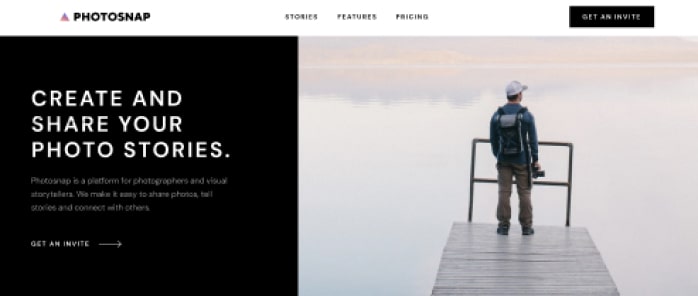 PHOTOSNAP
STORIES FEATURES PRICING
GET AN INVITE
CREATE AND
SHARE YOUR
PHOTO STORIES.
Photosnap is a platform for photographers and visual
storytellers. We make it easy to share photos, tell
stories and connect with others.
GET AN INVITE